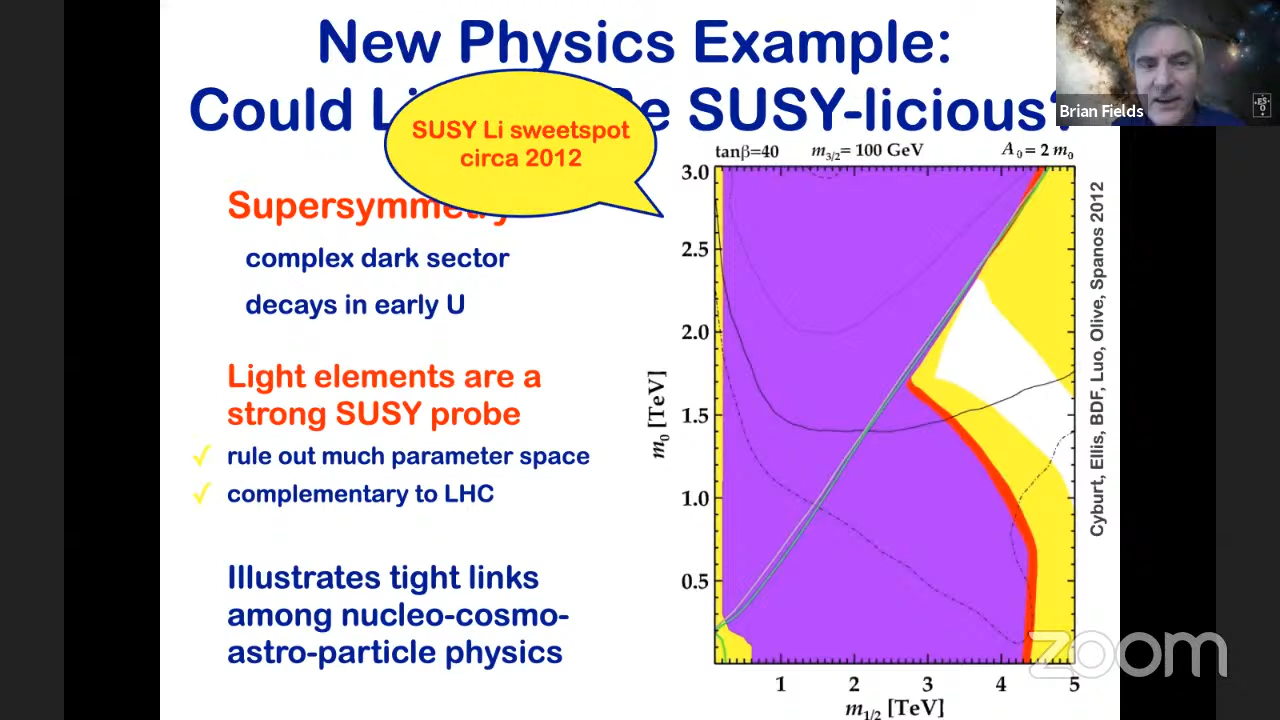 New Physics Example:
Could Li Be SUSY-licious?
SUSY Li sweetspot
circa 2012
Supersymmetry
complex dark sector
decays in early U
Light elements are a
strong SUSY probe
√ rule out much parameter space
√ complementary to LHC
Illustrates tight links
among nucleo-cosmo-
astro-particle physics
tanβ=40 m3/2= 100 GeV A0= 2 m0
3.0
2.5
2.0
1.5
1.0
0.5
m0 [TeV]
1 2 3 4 5
m1/2 [TeV]
Cyburt, Ellis, BDF, Luo, Olive, Spanos 2012
Brian Fields
ESO
zoom